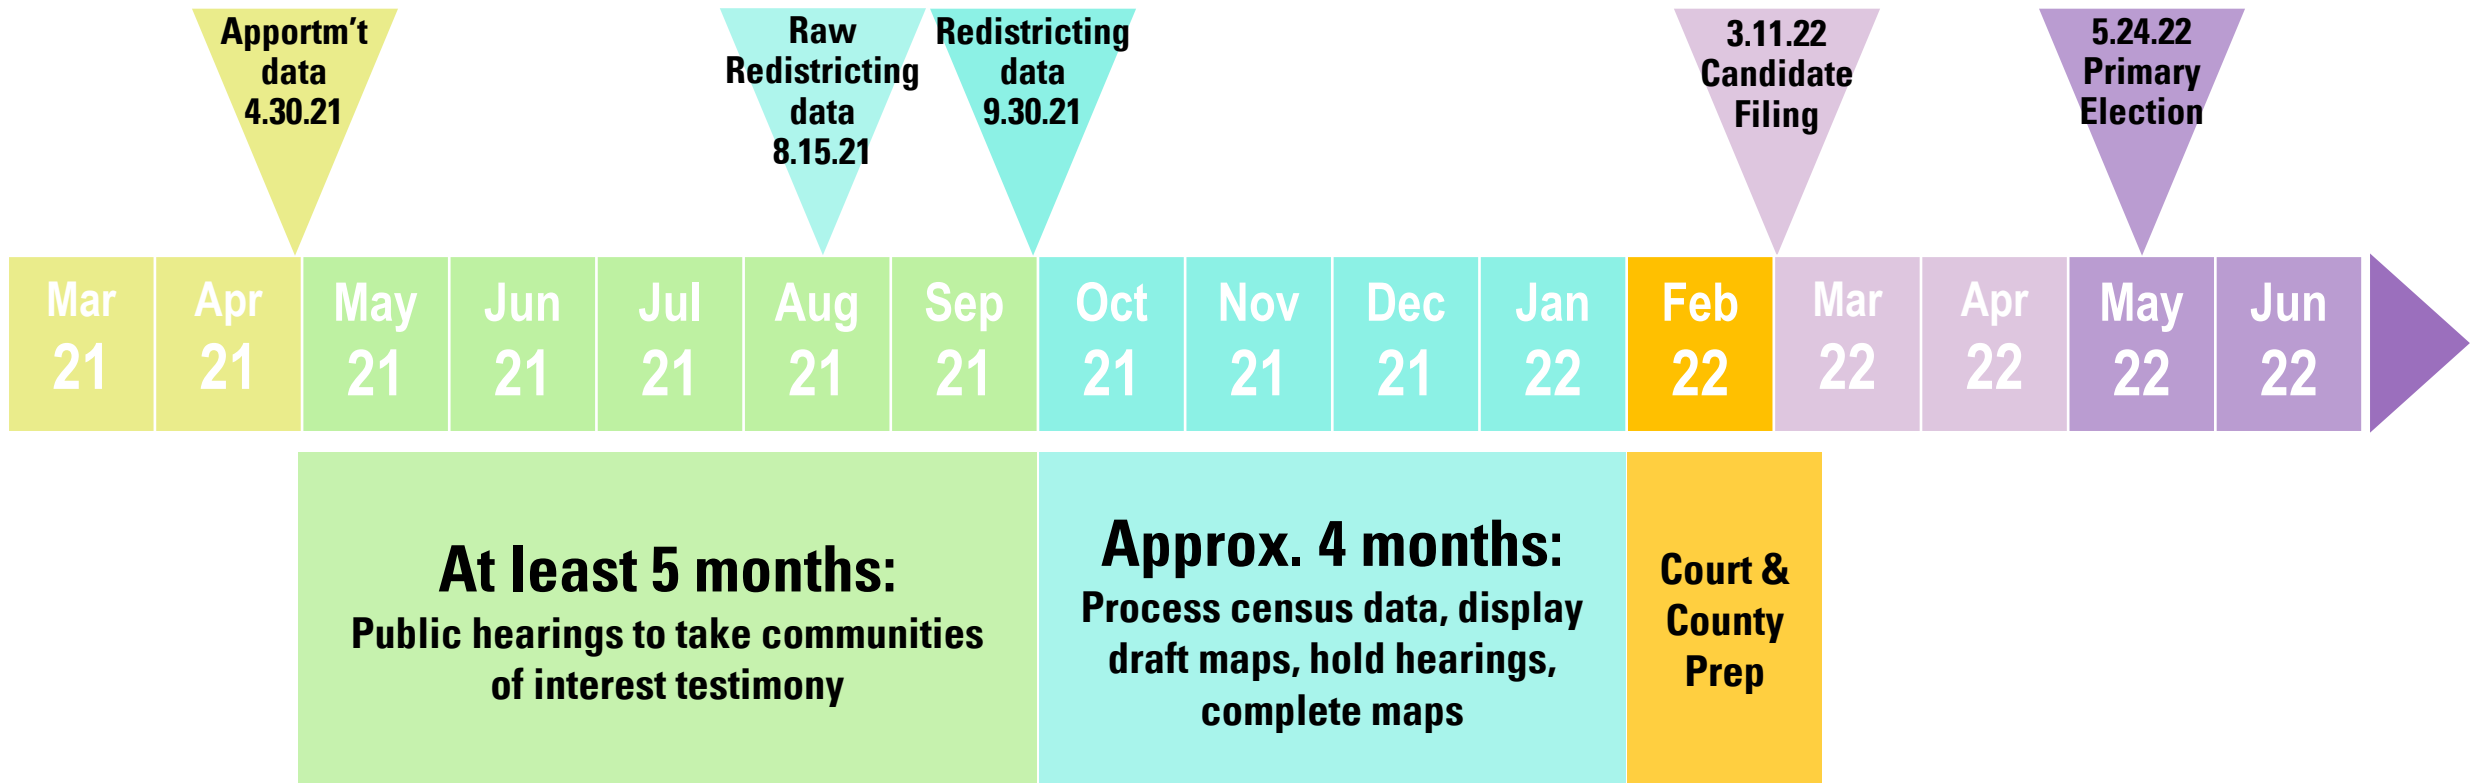 Apportm't
data
4.30.21
Raw
Redistricting
data
8.15.21
Redistricting
data
9.30.21
3.11.22
Candidate
Filing
5.24.22
Primary
Election
Mar
21
Apr
21
May
21
Jun
21
Jul
21
Aug
21
Sep
21
Oct
21
Nov
21
Dec
21
Jan
22
Feb
22
Mar
22
Apr
22
May
22
Jun
22
At least 5 months:
Public hearings to take communities
of interest testimony
Approx. 4 months:
Process census data, display
draft maps, hold hearings,
complete maps
Court &
County
Prep